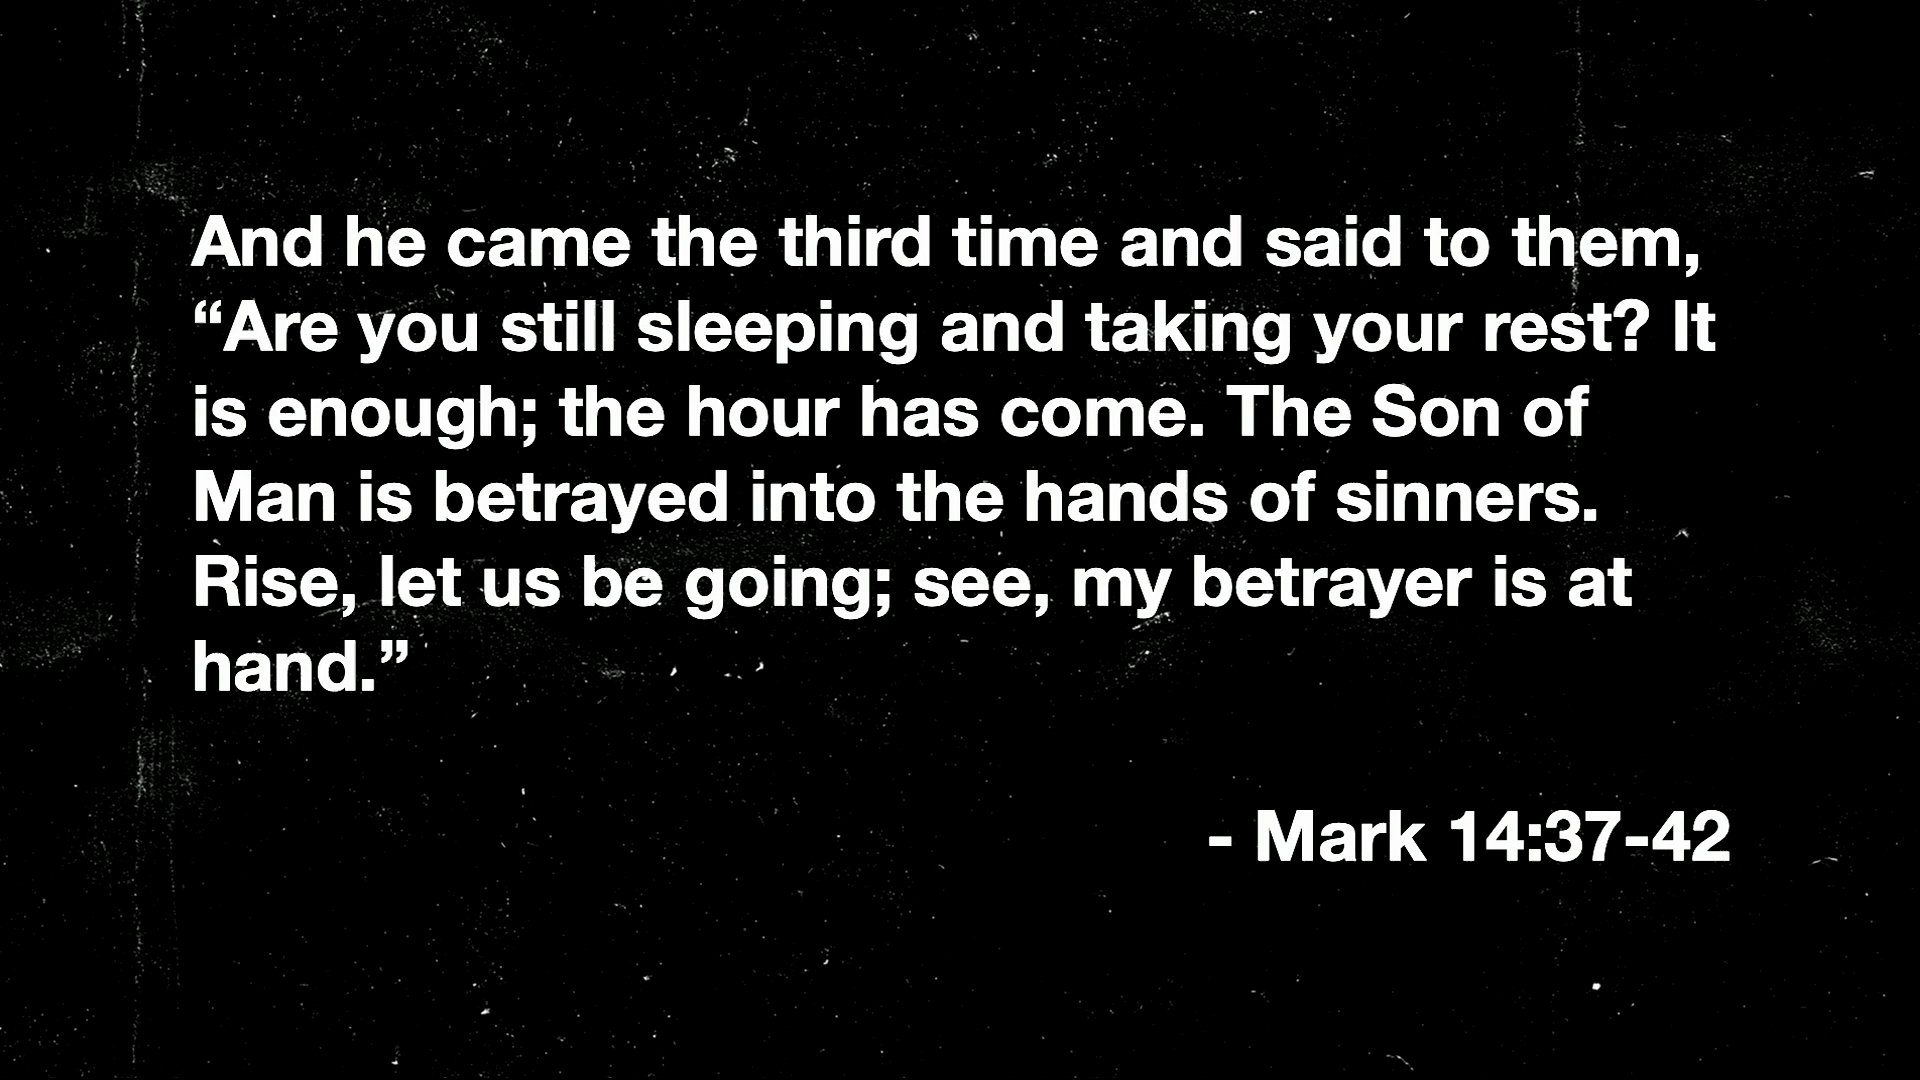 And he came the third time and said to them,
“Are you still sleeping and taking your rest? It
is enough; the hour has come. The Son of
Man is betrayed into the hands of sinners.
Rise, let us be going; see, my betrayer is at
hand.”
- Mark 14:37-42